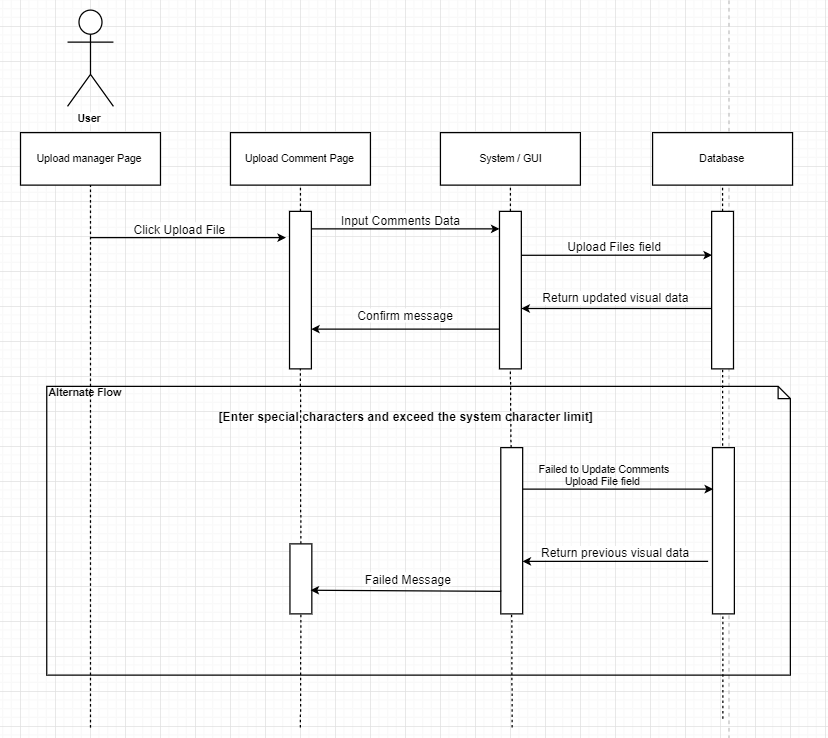 User
Upload manager Page
Upload Comment Page
System / GUI
Database
Click Upload File
Input Comments Data
Upload Files field
Return updated visual data
Confirm message
Alternate Flow
[Enter special characters and exceed the system character limit]
Failed to Update Comments
Upload File field
Return previous visual data
Failed Message